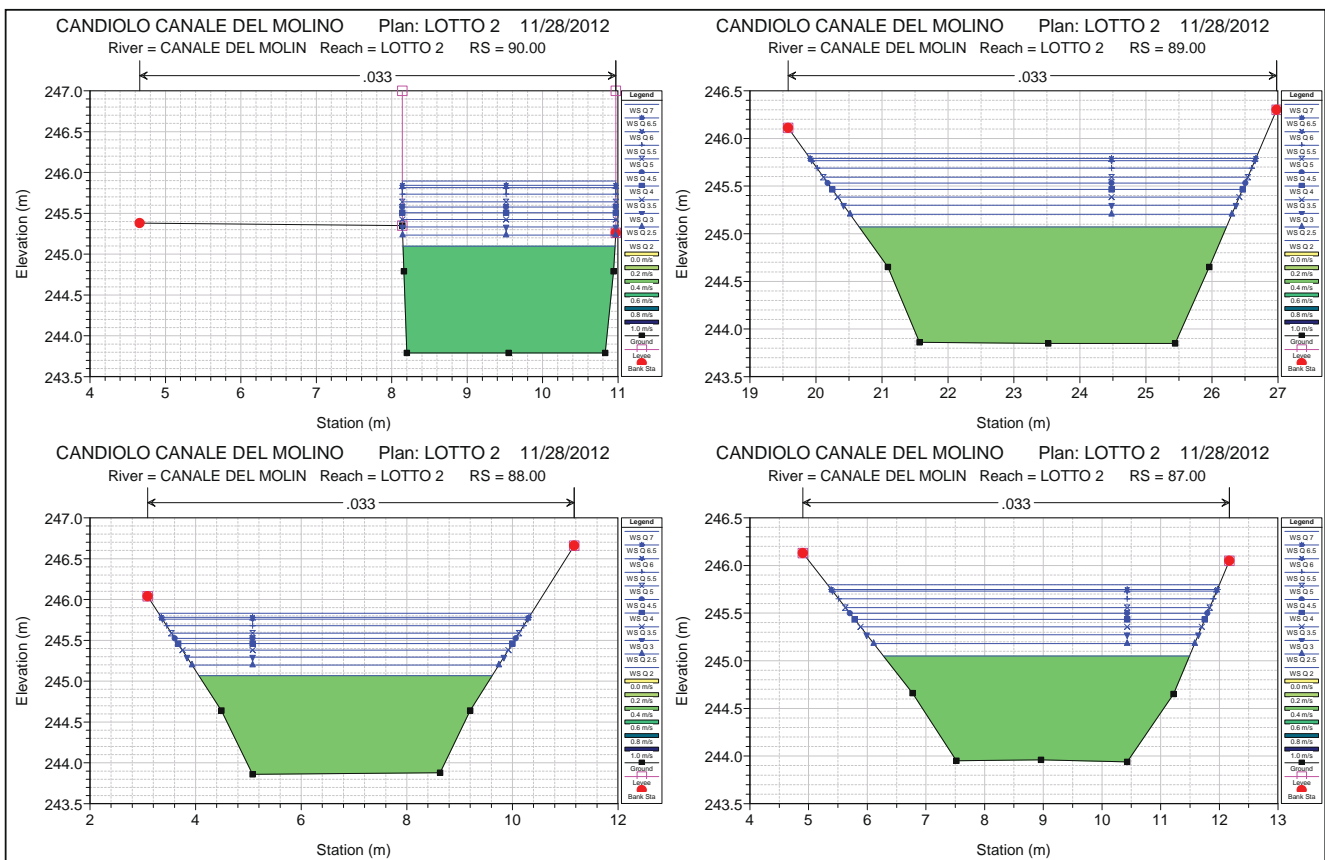 CANDIOLO CANALE DEL MOLINO Plan: LOTTO 2 11/28/2012
River = CANALE DEL MOLIN Reach = LOTTO 2 RS = 90.00
.033
247.0
246.5
246.0
245.5
245.0
244.5
244.0
243.5
Elevation (m)
4 5 6 7 8 9 10 11
Station (m)
Legend
WS Q 7
WS Q 6.5
WS Q 6
WS Q 5.5
WS Q 5
WS Q 4.5
WS Q 4
WS Q 3.5
WS Q 3
WS Q 2.5
WS Q 2
0.0 m/s
0.2 m/s
0.4 m/s
0.6 m/s
0.8 m/s
1.0 m/s
Ground
Levee
Bank Sta
CANDIOLO CANALE DEL MOLINO Plan: LOTTO 2 11/28/2012
River = CANALE DEL MOLIN Reach = LOTTO 2 RS = 89.00
.033
246.5
246.0
245.5
245.0
244.5
244.0
243.5
Elevation (m)
19 20 21 22 23 24 25 26 27
Station (m)
Legend
WS Q 7
WS Q 6.5
WS Q 6
WS Q 5.5
WS Q 5
WS Q 4.5
WS Q 4
WS Q 3.5
WS Q 3
WS Q 2.5
WS Q 2
0.0 m/s
0.2 m/s
0.4 m/s
0.6 m/s
0.8 m/s
1.0 m/s
Ground
Levee
Bank Sta
CANDIOLO CANALE DEL MOLINO Plan: LOTTO 2 11/28/2012
River = CANALE DEL MOLIN Reach = LOTTO 2 RS = 88.00
.033
247.0
246.5
246.0
245.5
245.0
244.5
244.0
243.5
Elevation (m)
2 4 6 8 10 12
Station (m)
Legend
WS Q 7
WS Q 6.5
WS Q 6
WS Q 5.5
WS Q 5
WS Q 4.5
WS Q 4
WS Q 3.5
WS Q 3
WS Q 2.5
WS Q 2
0.0 m/s
0.2 m/s
0.4 m/s
0.6 m/s
0.8 m/s
1.0 m/s
Ground
Levee
Bank Sta
CANDIOLO CANALE DEL MOLINO Plan: LOTTO 2 11/28/2012
River = CANALE DEL MOLIN Reach = LOTTO 2 RS = 87.00
.033
246.5
246.0
245.5
245.0
244.5
244.0
243.5
Elevation (m)
4 5 6 7 8 9 10 11 12 13
Station (m)
Legend
WS Q 7
WS Q 6.5
WS Q 6
WS Q 5.5
WS Q 5
WS Q 4.5
WS Q 4
WS Q 3.5
WS Q 3
WS Q 2.5
WS Q 2
0.0 m/s
0.2 m/s
0.4 m/s
0.6 m/s
0.8 m/s
1.0 m/s
Ground
Levee
Bank Sta